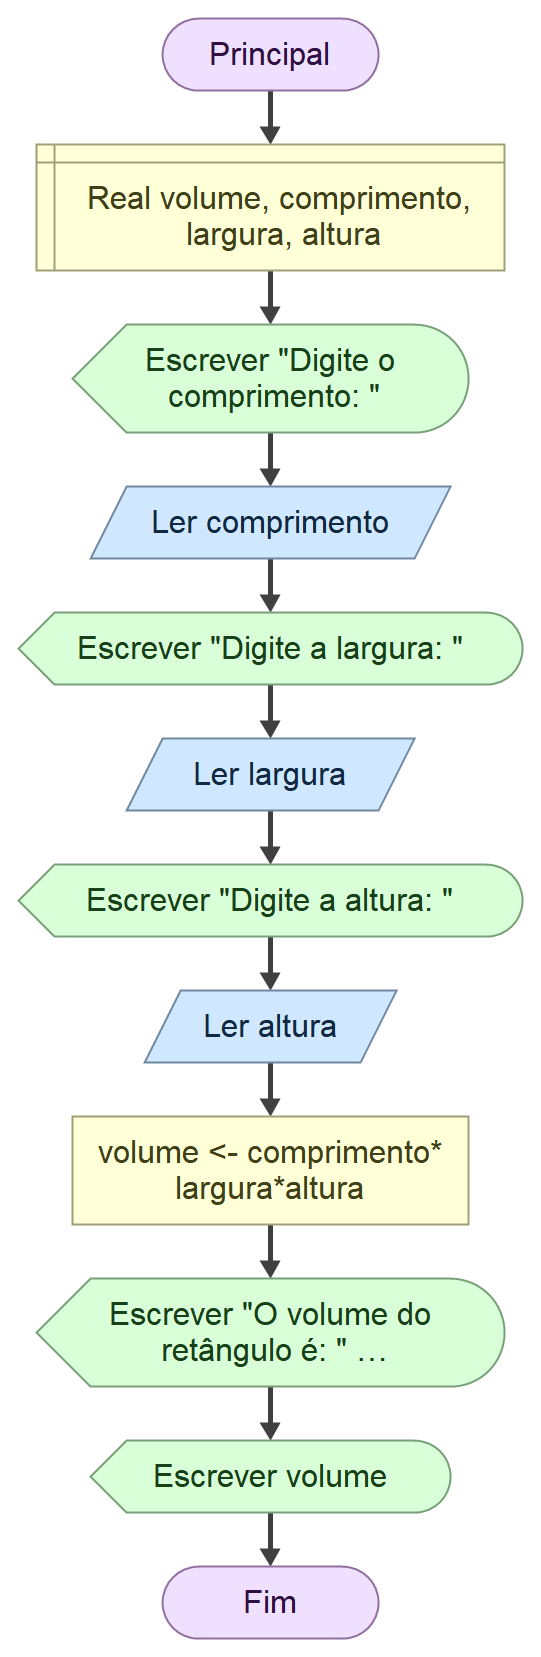 Principal
Real volume, comprimento,
largura, altura
Escrever "Digite o
comprimento: "
Ler comprimento
Escrever "Digite a largura: "
Ler largura
Escrever "Digite a altura: "
Ler altura
volume <- comprimento*
largura*altura
Escrever "O volume do
retângulo é: " …
Escrever volume
Fim